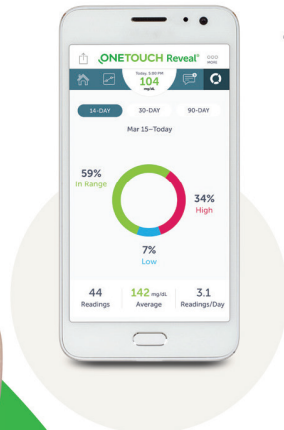 ONETOUCH Reveal®
MORE
Today, 5:00 PM
104
mg/dL
14-DAY
30-DAY
90-DAY
Mar 15–Today
59%
In Range
34%
High
7%
Low
44
Readings
142 mg/dL
Average
3.1
Readings/Day